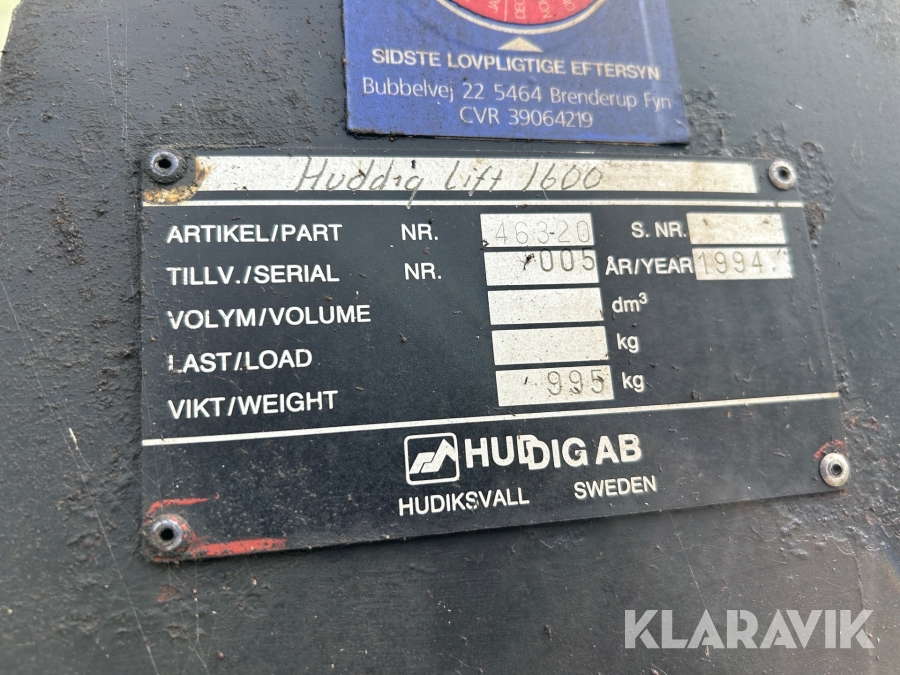 SIDSTE LOVPLIGTIGE EFTERSYN
Bubbelvej 22 5464 Brenderup Fyn
CVR 39064219
Huddig Lift 1600
ARTIKEL/PART NR. 46320 S. NR.
TILLV./SERIAL NR. 005 ÅR/YEAR 1994
VOLYM/VOLUME dm³
LAST/LOAD kg
VIKT/WEIGHT 995 kg
HUDDIG AB
HUDIKSVALL SWEDEN
KLARAVIK